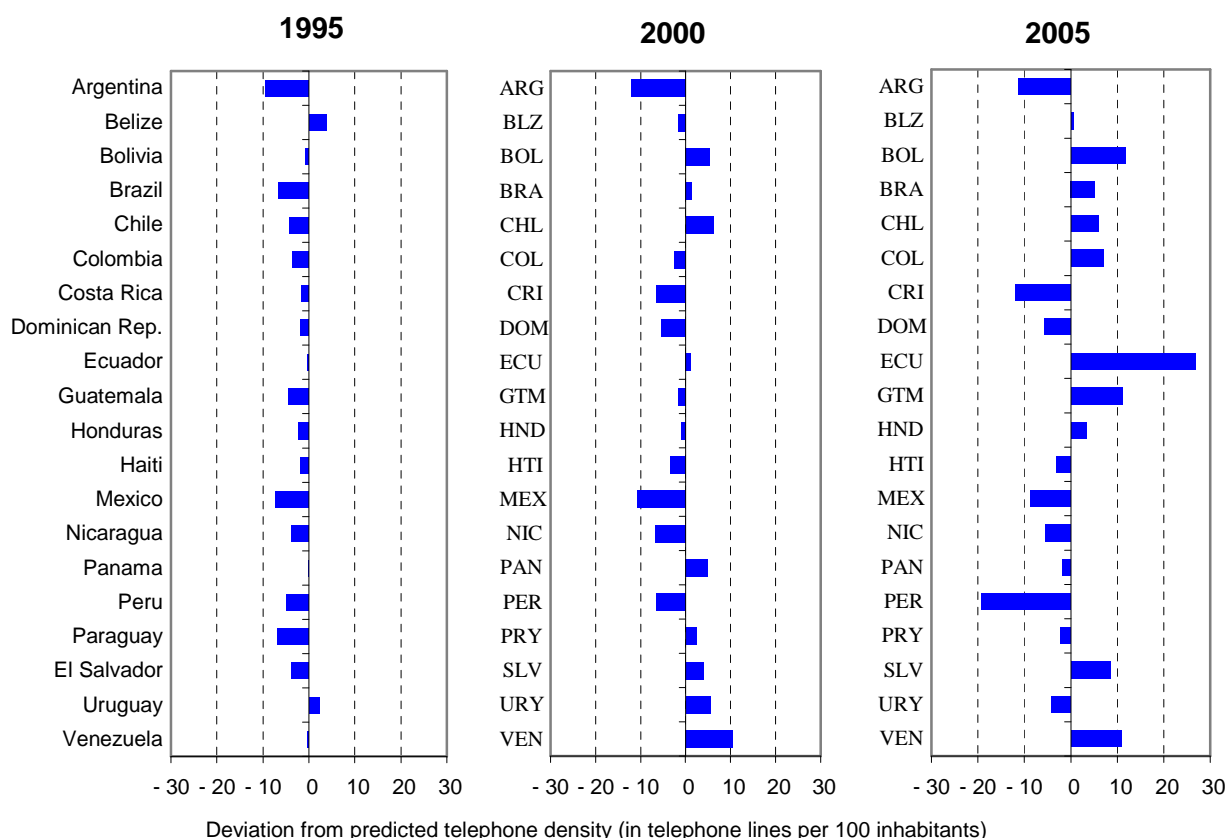 1995
2000
2005
Argentina
Belize
Bolivia
Brazil
Chile
Colombia
Costa Rica
Dominican Rep.
Ecuador
Guatemala
Honduras
Haiti
Mexico
Nicaragua
Panama
Peru
Paraguay
El Salvador
Uruguay
Venezuela
- 30 - 20 - 10 0 10 20 30
ARG
BLZ
BOL
BRA
CHL
COL
CRI
DOM
ECU
GTM
HND
HTI
MEX
NIC
PAN
PER
PRY
SLV
URY
VEN
- 30 - 20 - 10 0 10 20 30
ARG
BLZ
BOL
BRA
CHL
COL
CRI
DOM
ECU
GTM
HND
HTI
MEX
NIC
PAN
PER
PRY
SLV
URY
VEN
- 30 - 20 - 10 0 10 20 30
Deviation from predicted telephone density (in telephone lines per 100 inhabitants)